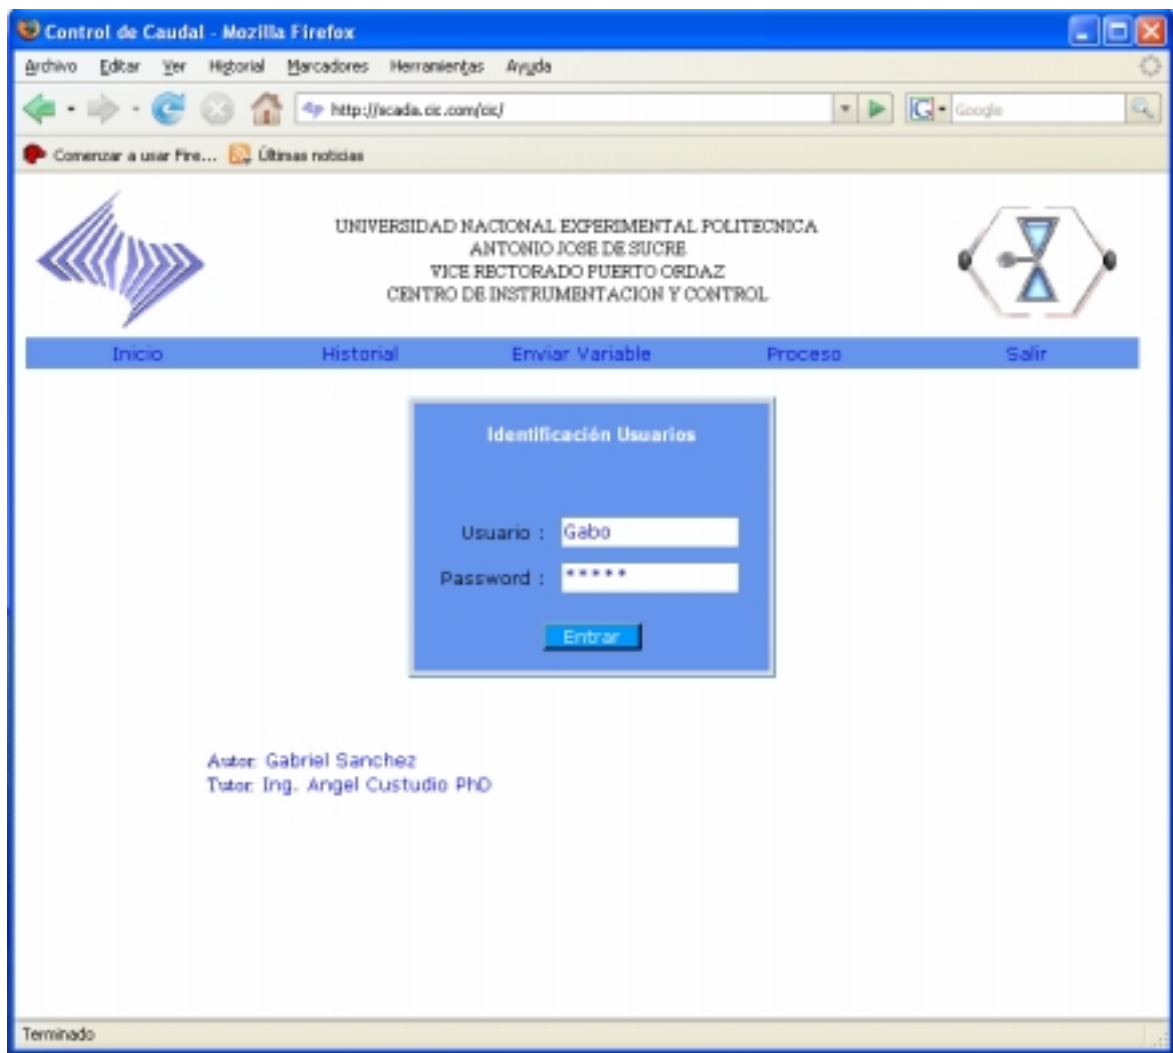 Control de Caudal - Mozilla Firefox
Archivo Editar Ver Historial Marcadores Herramientas Ayuda
http://scada.cic.com/cic/ Google
Comenzar a usar Fire... Últimas noticias
UNIVERSIDAD NACIONAL EXPERIMENTAL POLITECNICA
ANTONIO JOSE DE SUCRE
VICE RECTORADO PUERTO ORDAZ
CENTRO DE INSTRUMENTACION Y CONTROL
Inicio Historial Enviar Variable Proceso Salir
Identificación Usuarios
Usuario : Gabo
Password : *****
Entrar
Autor: Gabriel Sanchez
Tutor: Ing. Angel Custudio PhD
Terminado